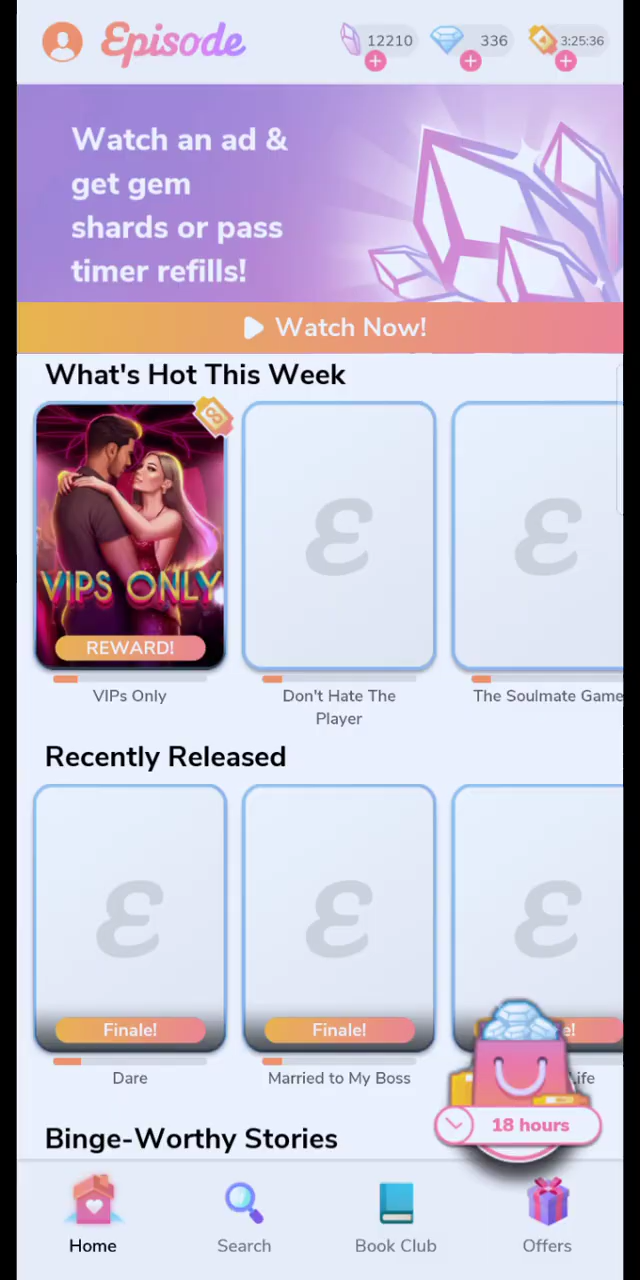 Episode
12210
336
3:25:36
Watch an ad &
get gem
shards or pass
timer refills!
Watch Now!
What's Hot This Week
VIPS ONLY
REWARD!
VIPs Only
Don't Hate The
Player
The Soulmate Game
Recently Released
Finale!
Finale!
e!
Dare
Married to My Boss
Life
18 hours
Binge-Worthy Stories
Home
Search
Book Club
Offers